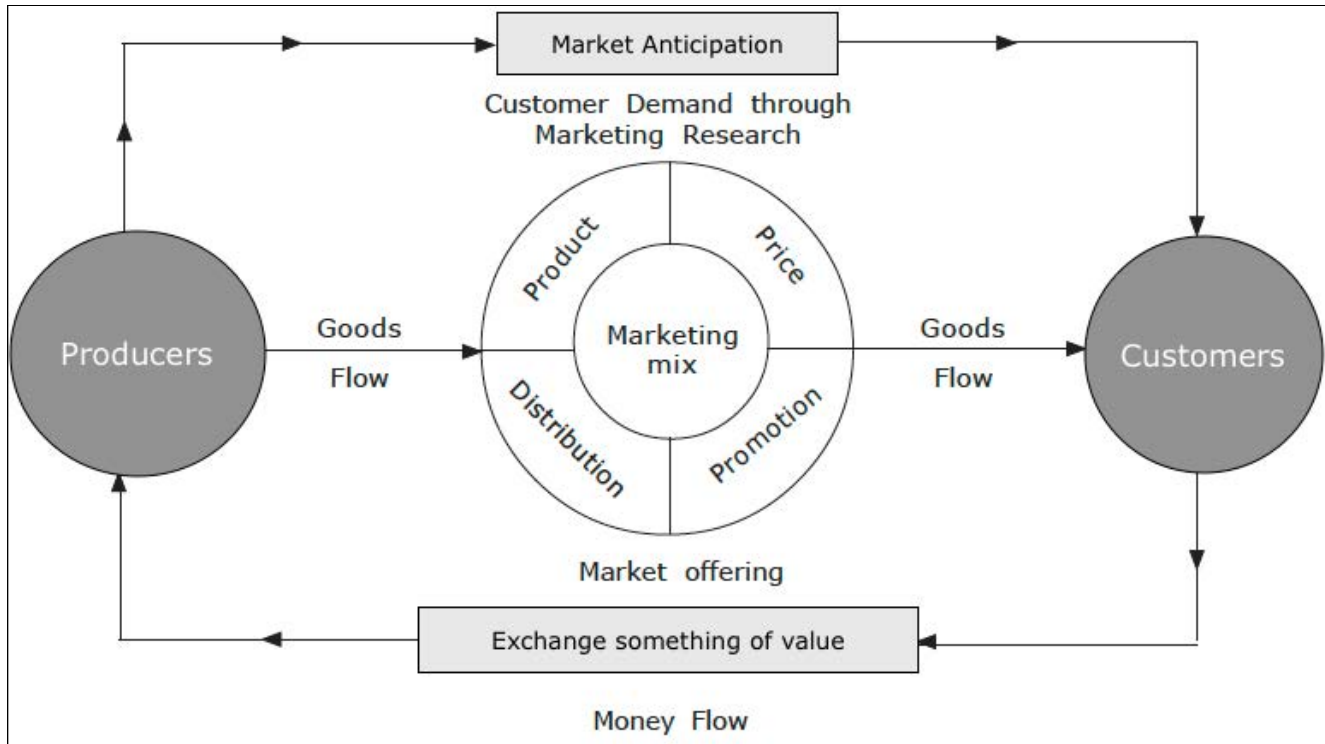 Market Anticipation
Customer Demand through
Marketing Research
Product
Price
Producers
Goods
Flow
Marketing
mix
Goods
Flow
Customers
Distribution
Promotion
Market offering
Exchange something of value
Money Flow